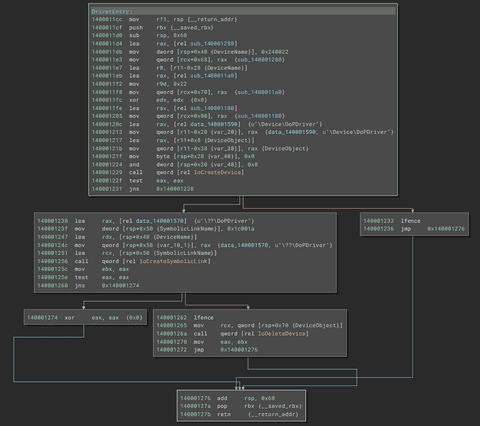 DriverEntry:
1400011cc mov r11, rsp {__return_addr}
1400011cf push rbx {__saved_rbx}
1400011d0 sub rsp, 0x60
1400011d4 lea rax, [rel sub_140001280]
1400011db mov dword [rsp+0x40 {DeviceName}], 0x240022
1400011e3 mov qword [rcx+0x68], rax {sub_140001280}
1400011e7 lea r8, [r11-0x28 {DeviceName}]
1400011eb lea rax, [rel sub_1400011a0]
1400011f2 mov r9d, 0x22
1400011f8 mov qword [rcx+0x70], rax {sub_1400011a0}
1400011fc xor edx, edx {0x0}
1400011fe lea rax, [rel sub_140001180]
140001205 mov qword [rcx+0x80], rax {sub_140001180}
14000120c lea rax, [rel data_140001590] {u"\Device\DoPDriver"}
140001213 mov qword [r11-0x20 {var_20}], rax {data_140001590, u"\Device\DoPDriver"}
140001217 lea rax, [r11+0x8 {DeviceObject}]
14000121b mov qword [r11-0x38 {var_38}], rax {DeviceObject}
14000121f mov byte [rsp+0x28 {var_40}], 0x0
140001224 and dword [rsp+0x20 {var_48}], 0x0
140001229 call qword [rel IoCreateDevice]
14000122f test eax, eax
140001231 jns 0x140001238
140001238 lea rax, [rel data_140001570] {u"\??\DoPDriver"}
14000123f mov dword [rsp+0x50 {SymbolicLinkName}], 0x1c001a
140001247 lea rdx, [rsp+0x40 {DeviceName}]
14000124c mov qword [rsp+0x58 {var_10_1}], rax {data_140001570, u"\??\DoPDriver"}
140001251 lea rcx, [rsp+0x50 {SymbolicLinkName}]
140001256 call qword [rel IoCreateSymbolicLink]
14000125c mov ebx, eax
14000125e test eax, eax
140001260 jns 0x140001274
140001233 lfence
140001236 jmp 0x140001276
140001274 xor eax, eax {0x0}
140001262 lfence
140001265 mov rcx, qword [rsp+0x70 {DeviceObject}]
14000126a call qword [rel IoDeleteDevice]
140001270 mov eax, ebx
140001272 jmp 0x140001276
140001276 add rsp, 0x60
14000127a pop rbx {__saved_rbx}
14000127b retn {__return_addr}